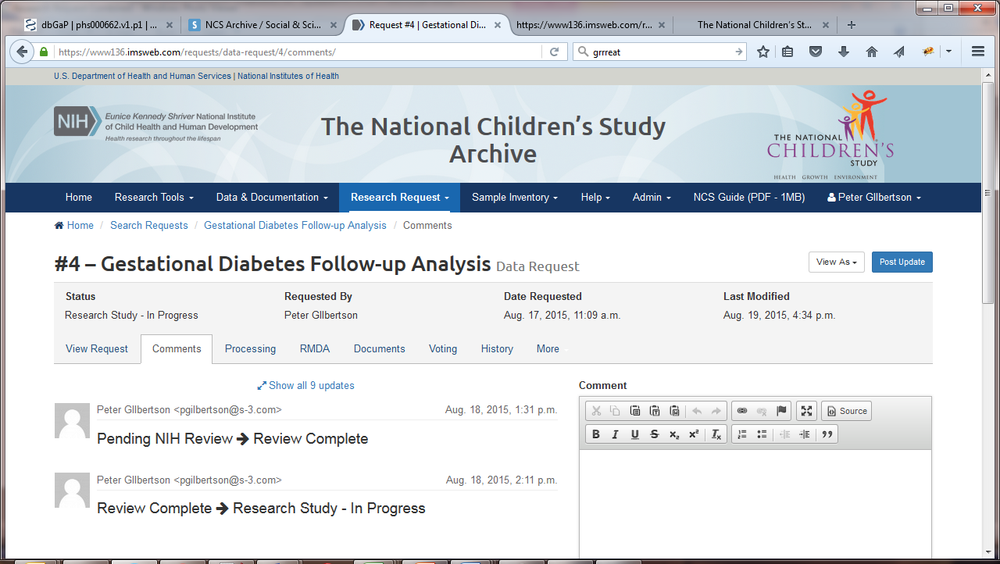 dbGaP | phs000662.v1.p1 | ...
NCS Archive / Social & Sci...
Request #4 | Gestational Di...
https://www136.imsweb.com/r...
The National Children's St...
https://www136.imsweb.com/requests/data-request/4/comments/
grrreat
U.S. Department of Health and Human Services | National Institutes of Health
NIH
Eunice Kennedy Shriver National Institute
of Child Health and Human Development
Health research throughout the lifespan
The National Children's Study
Archive
THE NATIONAL
CHILDREN'S
STUDY
HEALTH GROWTH ENVIRONMENT
Home Research Tools Data & Documentation Research Request Sample Inventory Help Admin NCS Guide (PDF - 1MB) Peter GIlbertson
Home / Search Requests / Gestational Diabetes Follow-up Analysis / Comments
#4 – Gestational Diabetes Follow-up Analysis Data Request
View As
Post Update
Status Requested By Date Requested Last Modified
Research Study - In Progress Peter GIlbertson Aug. 17, 2015, 11:09 a.m. Aug. 19, 2015, 4:34 p.m.
View Request Comments Processing RMDA Documents Voting History More
Show all 9 updates
Peter GIlbertson <pgilbertson@s-3.com> Aug. 18, 2015, 1:31 p.m.
Pending NIH Review ➔ Review Complete
Peter GIlbertson <pgilbertson@s-3.com> Aug. 18, 2015, 2:11 p.m.
Review Complete ➔ Research Study - In Progress
Comment
Source
B I U S x₂ x² Tx